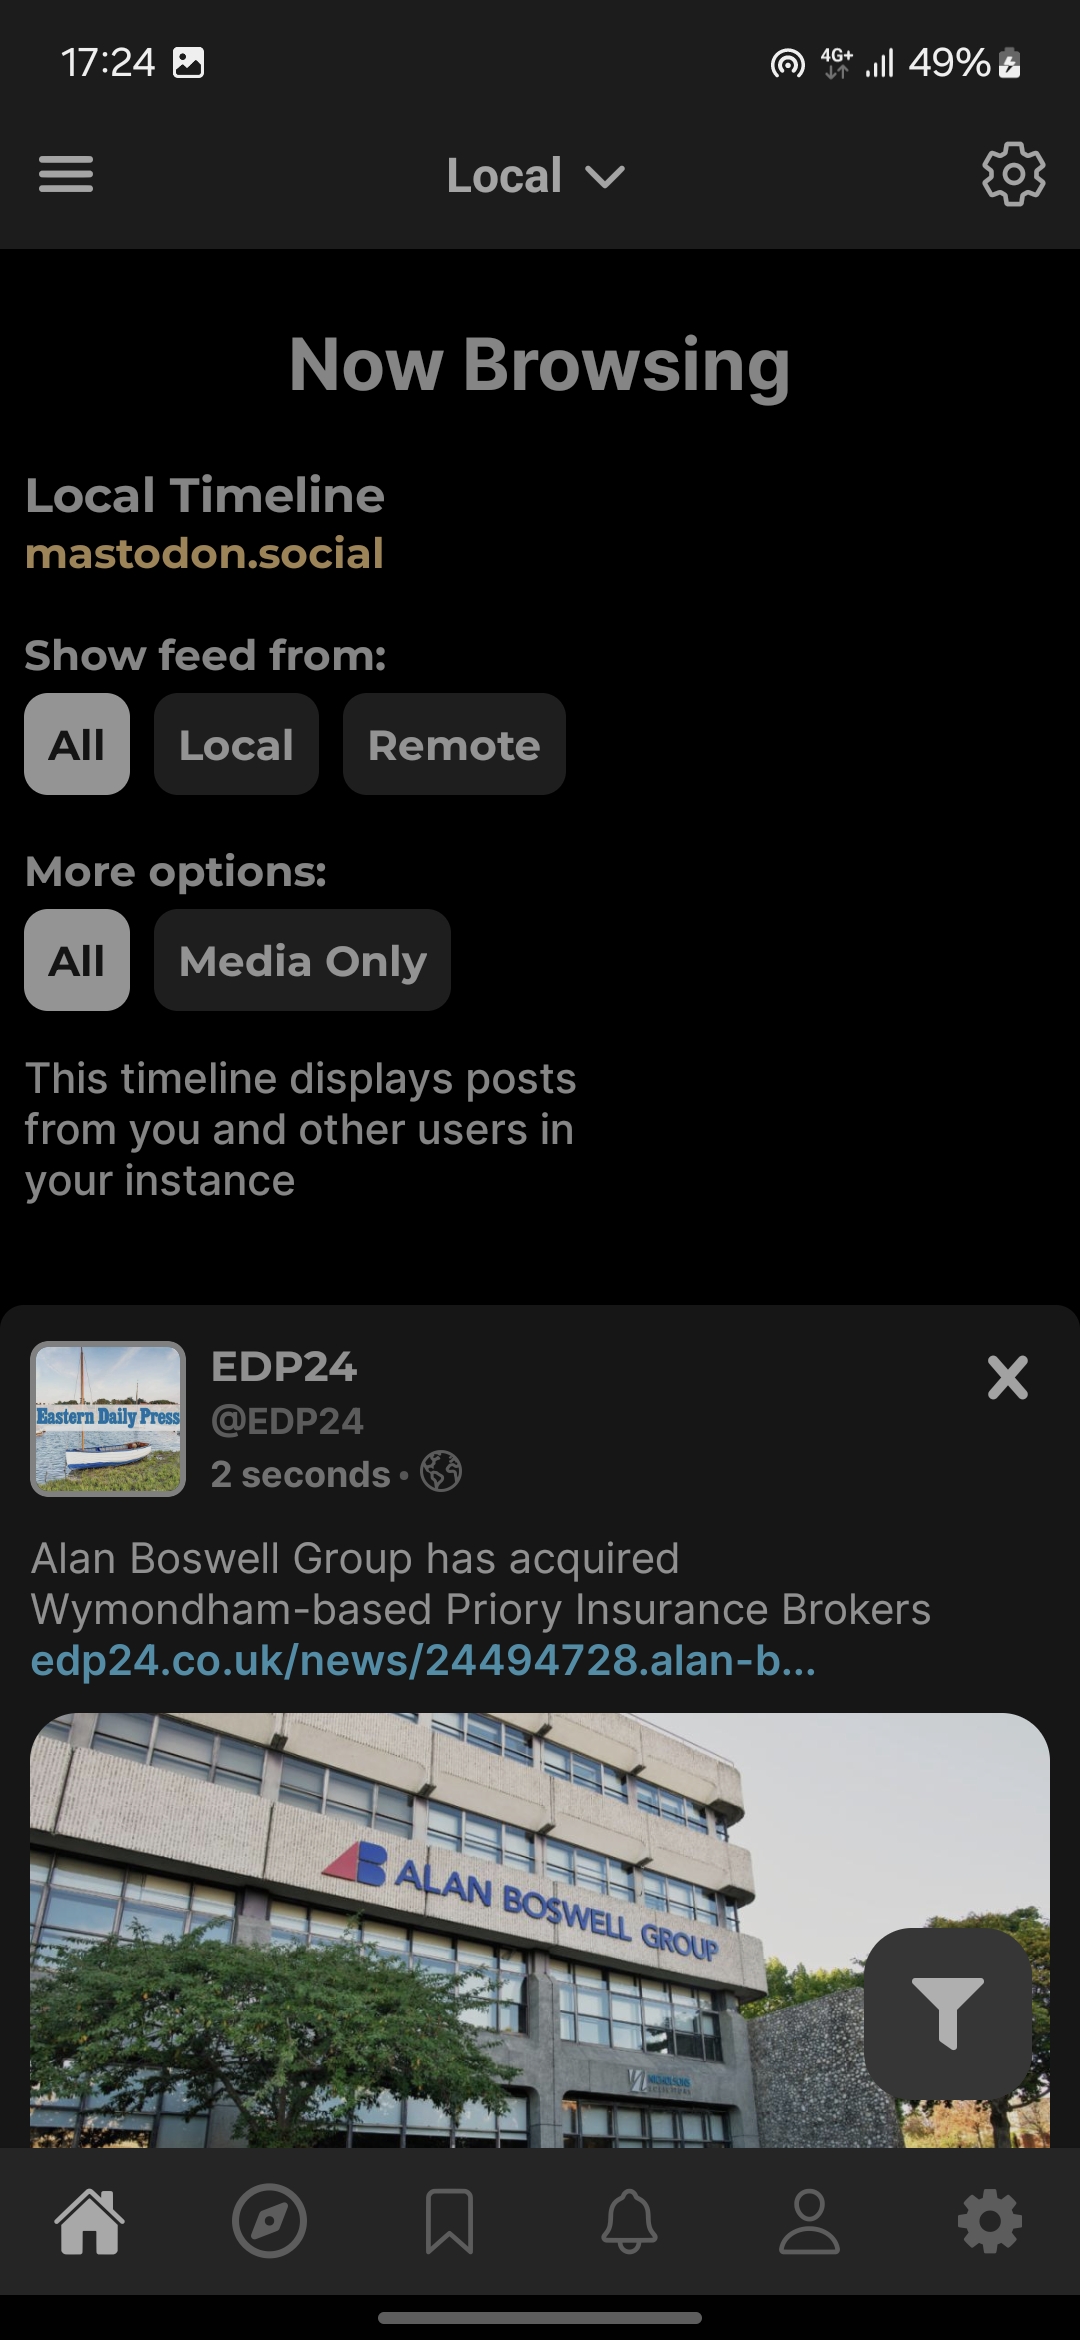 17:24
4G+
49%
Local
Now Browsing
Local Timeline
mastodon.social
Show feed from:
All
Local
Remote
More options:
All
Media Only
This timeline displays posts
from you and other users in
your instance
EDP24
@EDP24
Eastern Daily Press
2 seconds •
Alan Boswell Group has acquired
Wymondham-based Priory Insurance Brokers
edp24.co.uk/news/24494728.alan-b...
ALAN BOSWELL GROUP
NICHOLSONS